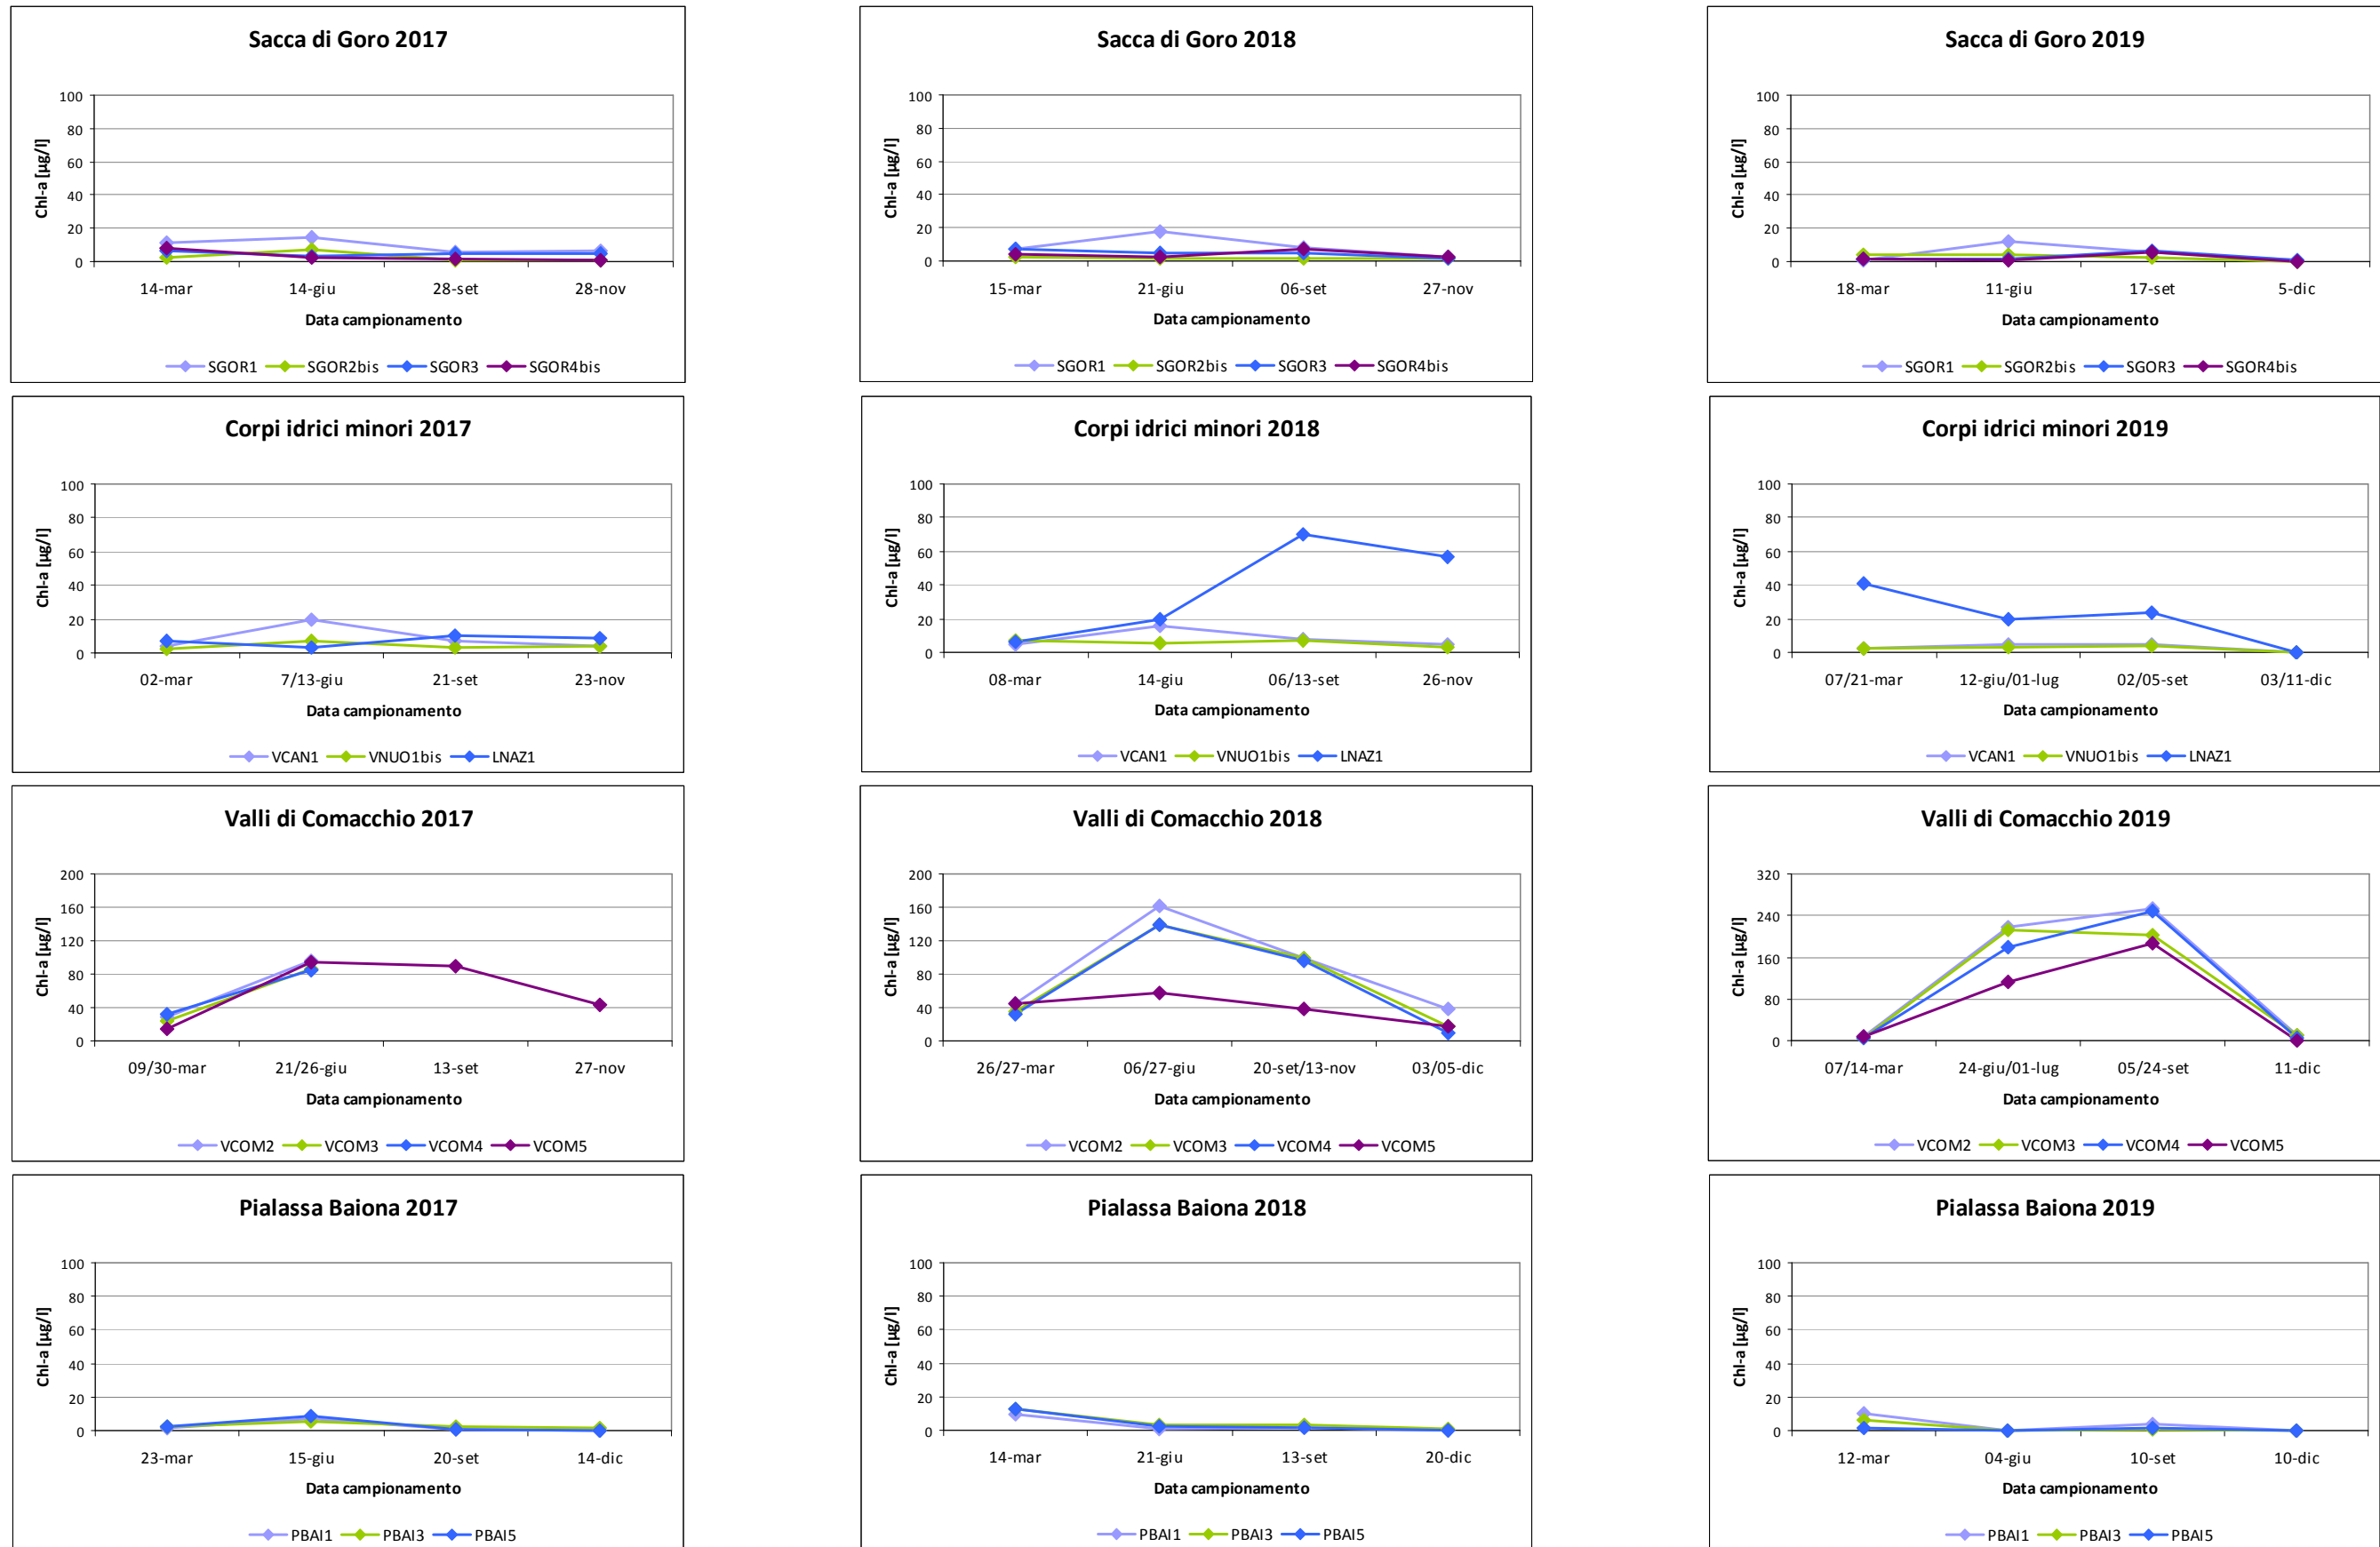 Sacca di Goro 2017
Chl-a [µg/l]
100
80
60
40
20
0
14-mar 14-giu 28-set 28-nov
Data campionamento
SGOR1 SGOR2bis SGOR3 SGOR4bis
Sacca di Goro 2018
Chl-a [µg/l]
100
80
60
40
20
0
15-mar 21-giu 06-set 27-nov
Data campionamento
SGOR1 SGOR2bis SGOR3 SGOR4bis
Sacca di Goro 2019
Chl-a [µg/l]
100
80
60
40
20
0
18-mar 11-giu 17-set 5-dic
Data campionamento
SGOR1 SGOR2bis SGOR3 SGOR4bis
Corpi idrici minori 2017
Chl-a [µg/l]
100
80
60
40
20
0
02-mar 7/13-giu 21-set 23-nov
Data campionamento
VCAN1 VNUO1bis LNAZ1
Corpi idrici minori 2018
Chl-a [µg/l]
100
80
60
40
20
0
08-mar 14-giu 06/13-set 26-nov
Data campionamento
VCAN1 VNUO1bis LNAZ1
Corpi idrici minori 2019
Chl-a [µg/l]
100
80
60
40
20
0
07/21-mar 12-giu/01-lug 02/05-set 03/11-dic
Data campionamento
VCAN1 VNUO1bis LNAZ1
Valli di Comacchio 2017
Chl-a [µg/l]
200
160
120
80
40
0
09/30-mar 21/26-giu 13-set 27-nov
Data campionamento
VCOM2 VCOM3 VCOM4 VCOM5
Valli di Comacchio 2018
Chl-a [µg/l]
200
160
120
80
40
0
26/27-mar 06/27-giu 20-set/13-nov 03/05-dic
Data campionamento
VCOM2 VCOM3 VCOM4 VCOM5
Valli di Comacchio 2019
Chl-a [µg/l]
320
240
160
80
0
07/14-mar 24-giu/01-lug 05/24-set 11-dic
Data campionamento
VCOM2 VCOM3 VCOM4 VCOM5
Pialassa Baiona 2017
Chl-a [µg/l]
100
80
60
40
20
0
23-mar 15-giu 20-set 14-dic
Data campionamento
PBAI1 PBAI3 PBAI5
Pialassa Baiona 2018
Chl-a [µg/l]
100
80
60
40
20
0
14-mar 21-giu 13-set 20-dic
Data campionamento
PBAI1 PBAI3 PBAI5
Pialassa Baiona 2019
Chl-a [µg/l]
100
80
60
40
20
0
12-mar 04-giu 10-set 10-dic
Data campionamento
PBAI1 PBAI3 PBAI5